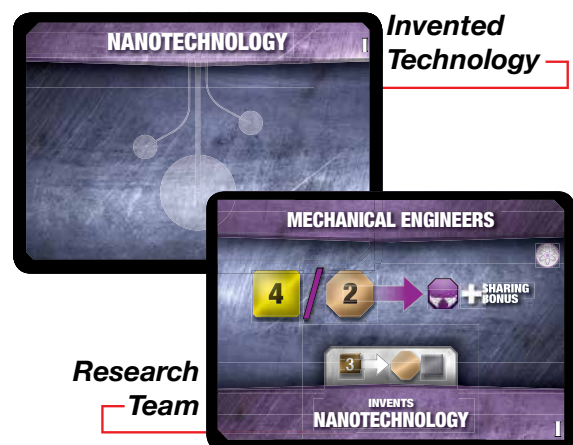 NANOTECHNOLOGY
I
Invented
Technology
MECHANICAL ENGINEERS
4 / 2 + SHARING
BONUS
3
INVENTS
NANOTECHNOLOGY
I
Research
Team